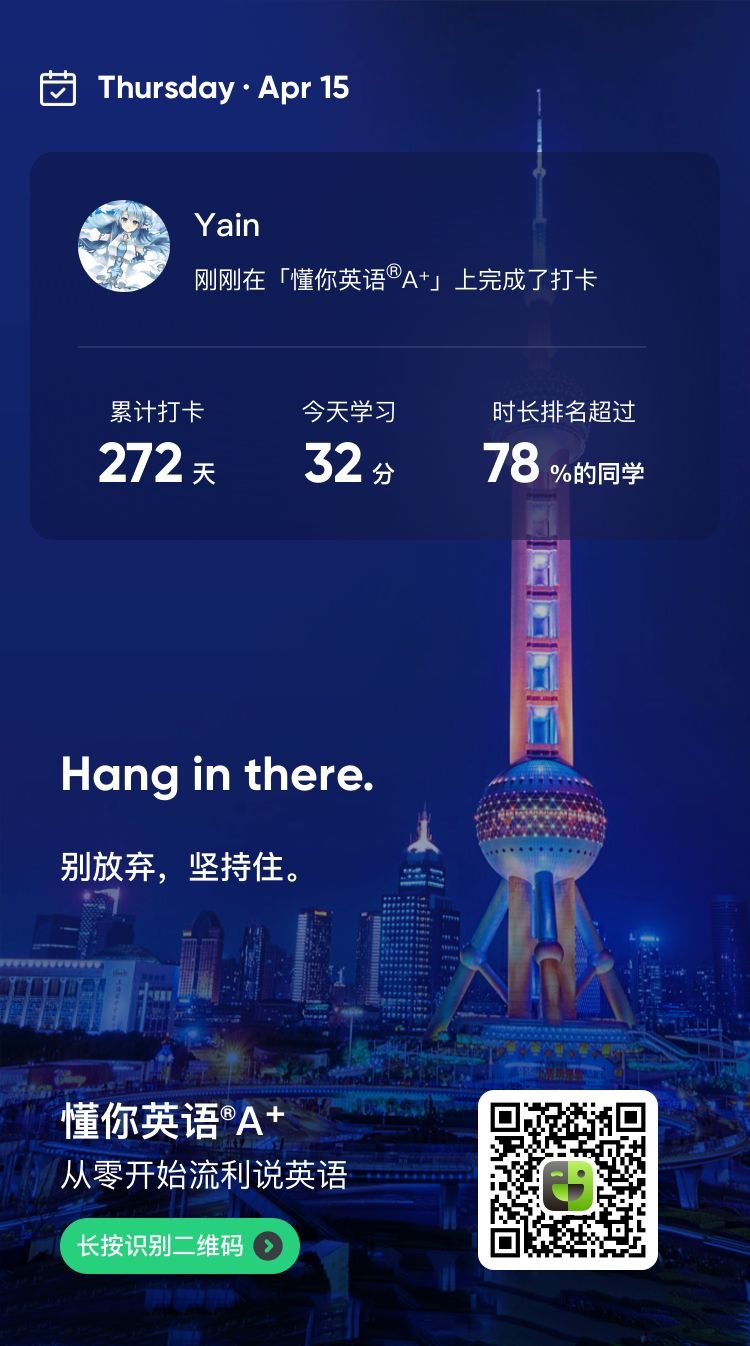 Thursday · Apr 15
Yain
刚刚在「懂你英语®A⁺」上完成了打卡
累计打卡 今天学习 时长排名超过
272 天 32 分 78 %的同学
Hang in there.
别放弃，坚持住。
懂你英语®A⁺
从零开始流利说英语
长按识别二维码